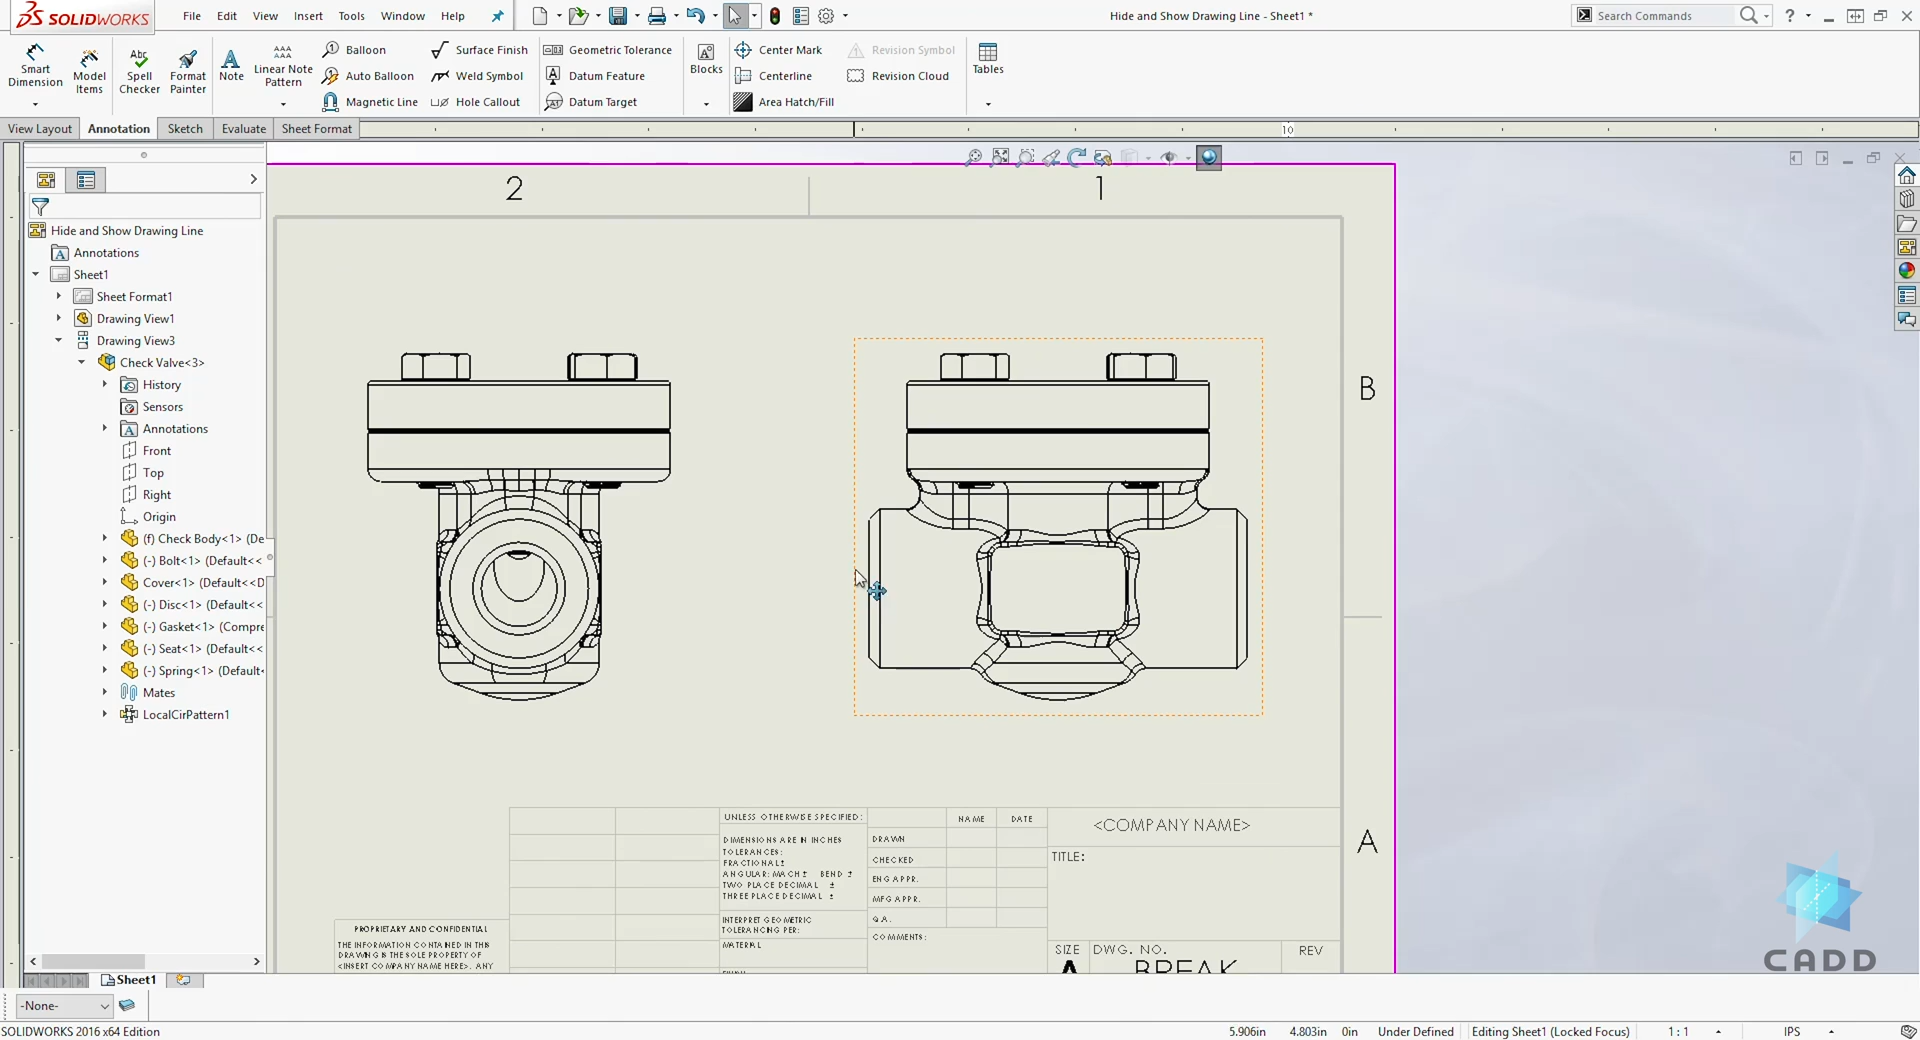 SOLIDWORKS
File Edit View Insert Tools Window Help
Hide and Show Drawing Line - Sheet1 *
Search Commands
Smart Dimension
Model Items
Spell Checker
Format Painter
Note
Linear Note Pattern
Balloon
Auto Balloon
Magnetic Line
Surface Finish
Weld Symbol
Hole Callout
Geometric Tolerance
Datum Feature
Datum Target
Blocks
Center Mark
Centerline
Area Hatch/Fill
Revision Symbol
Revision Cloud
Tables
View Layout Annotation Sketch Evaluate Sheet Format
10
2 1
Hide and Show Drawing Line
Annotations
Sheet1
Sheet Format1
Drawing View1
Drawing View3
Check Valve<3>
History
Sensors
Annotations
Front
Top
Right
Origin
(f) Check Body<1> (De
(-) Bolt<1> (Default<<
Cover<1> (Default<<D
(-) Disc<1> (Default<<
(-) Gasket<1> (Compre
(-) Seat<1> (Default<<
(-) Spring<1> (Default<
Mates
LocalCirPattern1
B
A
UNLESS OTHERWISE SPECIFIED:
DIMENSIONS ARE IN INCHES
TOLERANCES:
FRACTIONAL ±
ANGULAR: MACH ± BEND ±
TWO PLACE DECIMAL ±
THREE PLACE DECIMAL ±
INTERPRET GEOMETRIC
TOLERANCING PER:
MATERIAL
NAME DATE
DRAWN
CHECKED
ENG APPR.
MFG APPR.
Q.A.
COMMENTS:
<COMPANY NAME>
TITLE:
SIZE DWG. NO. REV
A BREAK
PROPRIETARY AND CONFIDENTIAL
THE INFORMATION CONTAINED IN THIS
DRAWING IS THE SOLE PROPERTY OF
<INSERT COMPANY NAME HERE>. ANY
CADD
Sheet1
-None-
SOLIDWORKS 2016 x64 Edition
5.906in 4.803in 0in Under Defined Editing Sheet1 (Locked Focus) 1 : 1 IPS